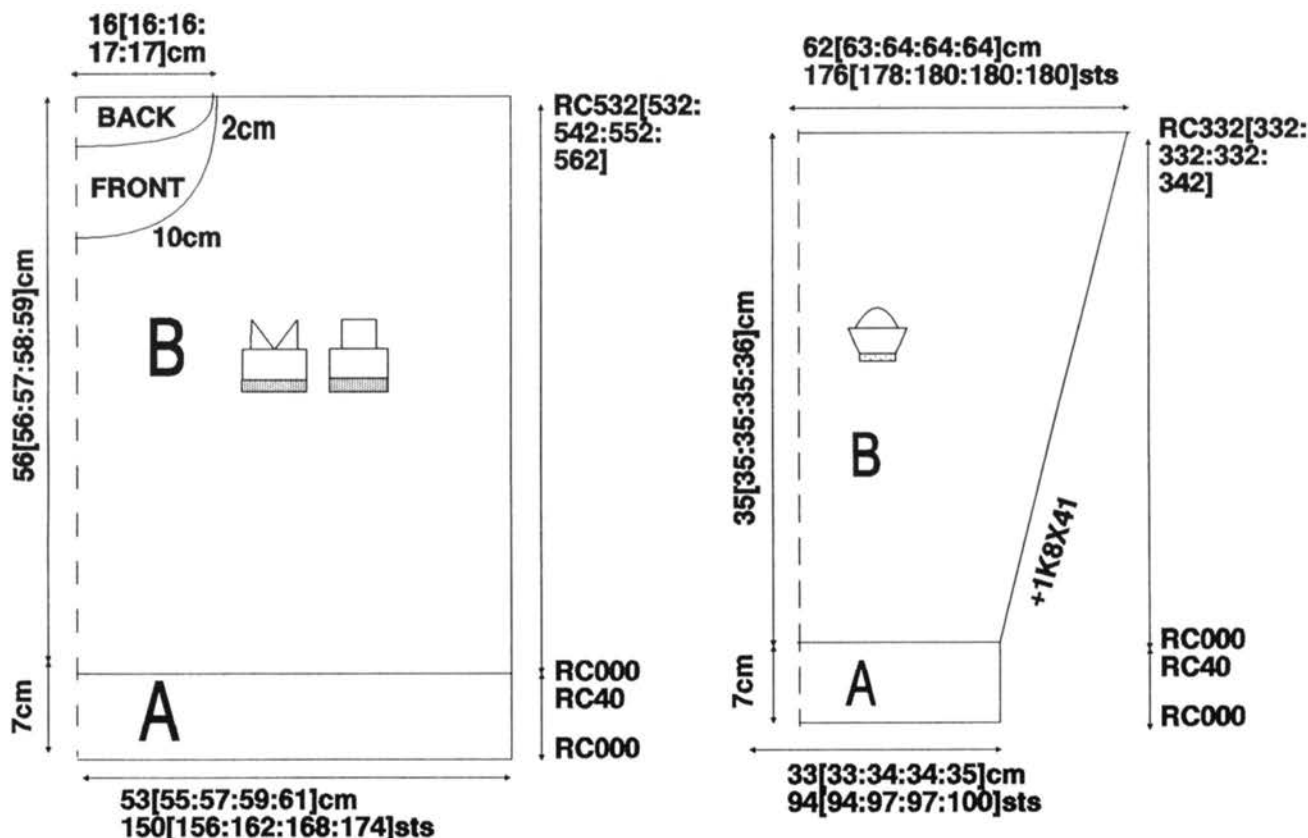 16[16:16:
17:17]cm
BACK
2cm
FRONT
10cm
RC532[532:
542:552:
562]
56[56:57:58:59]cm
B
7cm
A
RC000
RC40
RC000
53[55:57:59:61]cm
150[156:162:168:174]sts
62[63:64:64:64]cm
176[178:180:180:180]sts
RC332[332:
332:332:
342]
35[35:35:35:36]cm
B
+1K8X41
7cm
A
RC000
RC40
RC000
33[33:34:34:35]cm
94[94:97:97:100]sts